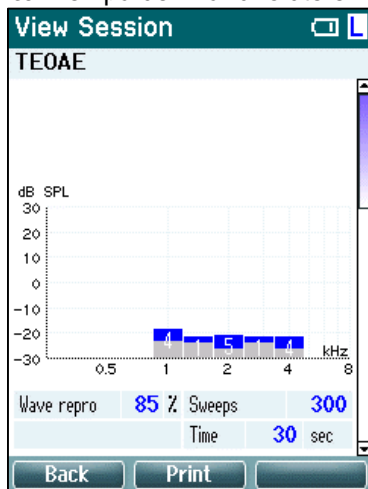 View Session L
TEOAE
dB SPL
30
20
10
0
-10
-20
-30
4 1 5 1 4
kHz
0.5 1 2 4 8
Wave repro 85 % Sweeps 300
Time 30 sec
Back Print